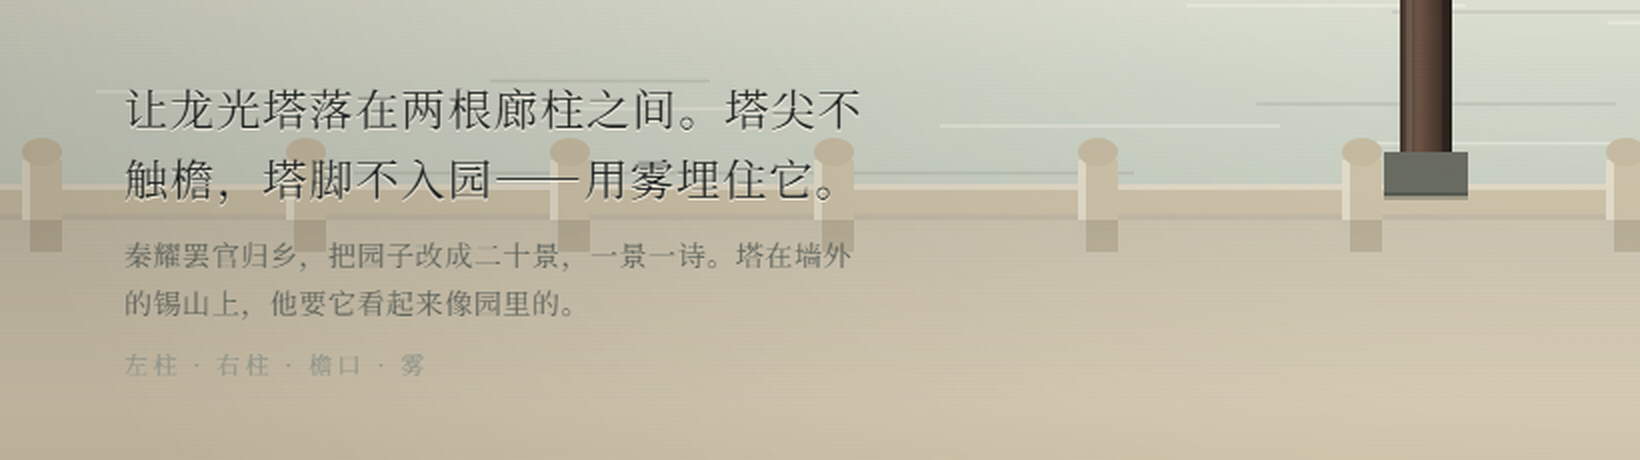 让龙光塔落在两根廊柱之间。塔尖不
触檐，塔脚不入园——用雾埋住它。
秦耀罢官归乡，把园子改成二十景，一景一诗。塔在墙外
的锡山上，他要它看起来像园里的。
左柱 · 右柱 · 檐口 · 雾